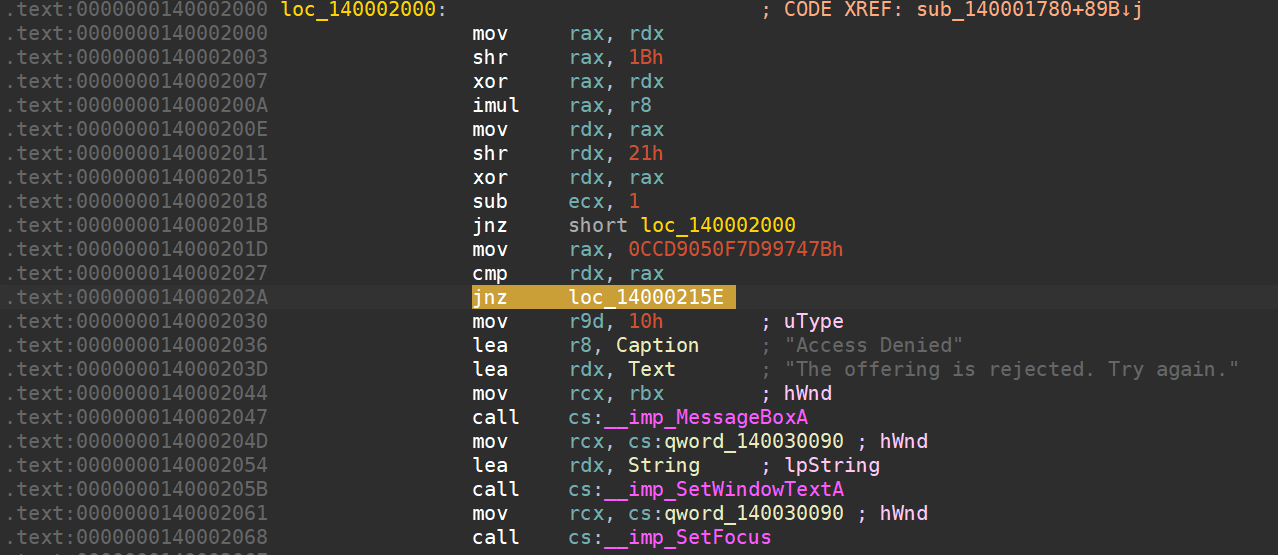 .text:0000000140002000 loc_140002000: ; CODE XREF: sub_140001780+89B↓j
.text:0000000140002000 mov rax, rdx
.text:0000000140002003 shr rax, 1Bh
.text:0000000140002007 xor rax, rdx
.text:000000014000200A imul rax, r8
.text:000000014000200E mov rdx, rax
.text:0000000140002011 shr rdx, 21h
.text:0000000140002015 xor rdx, rax
.text:0000000140002018 sub ecx, 1
.text:000000014000201B jnz short loc_140002000
.text:000000014000201D mov rax, 0CCD9050F7D99747Bh
.text:0000000140002027 cmp rdx, rax
.text:000000014000202A jnz loc_14000215E
.text:0000000140002030 mov r9d, 10h ; uType
.text:0000000140002036 lea r8, Caption ; "Access Denied"
.text:000000014000203D lea rdx, Text ; "The offering is rejected. Try again."
.text:0000000140002044 mov rcx, rbx ; hWnd
.text:0000000140002047 call cs:__imp_MessageBoxA
.text:000000014000204D mov rcx, cs:qword_140030090 ; hWnd
.text:0000000140002054 lea rdx, String ; lpString
.text:000000014000205B call cs:__imp_SetWindowTextA
.text:0000000140002061 mov rcx, cs:qword_140030090 ; hWnd
.text:0000000140002068 call cs:__imp_SetFocus